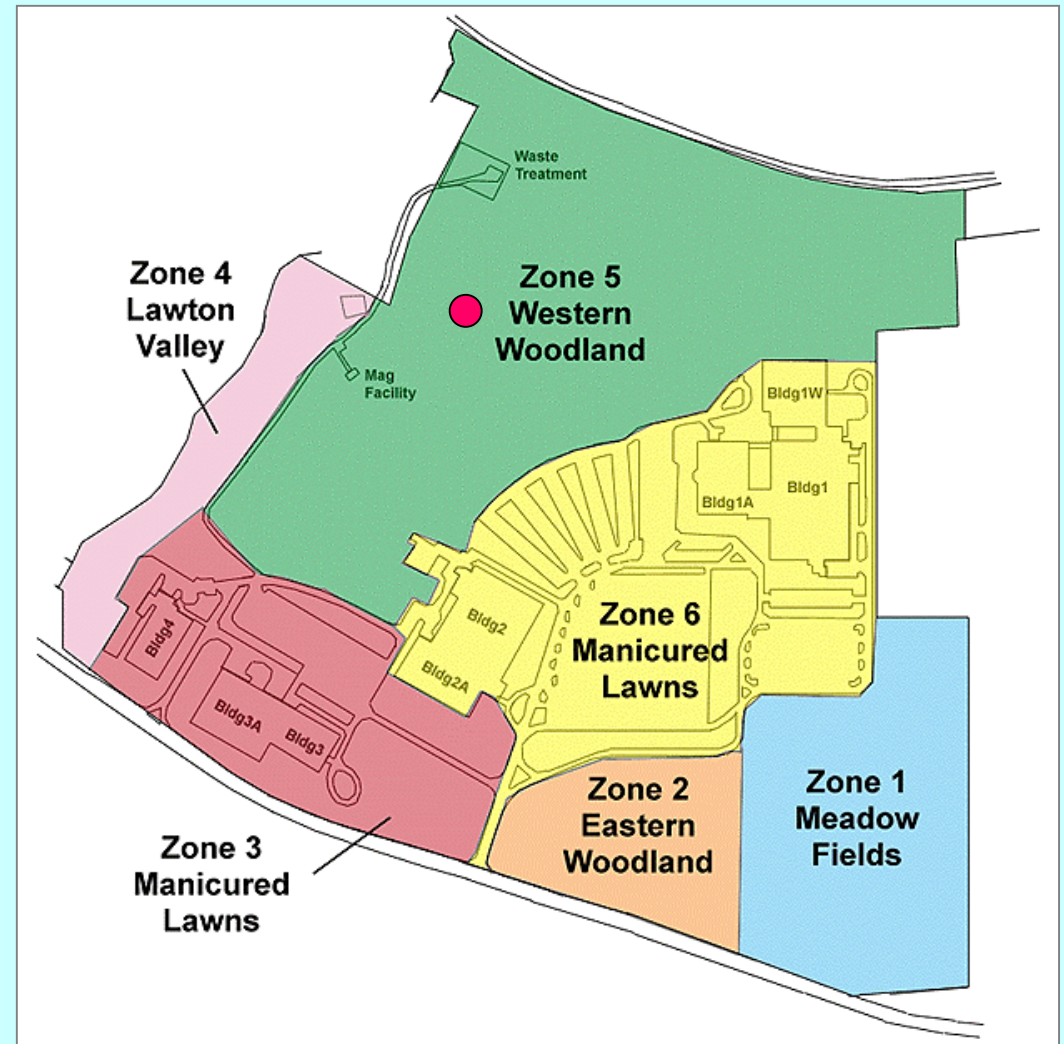 Waste
Treatment
Zone 4
Lawton
Valley
Zone 5
Western
Woodland
Mag
Facility
Bldg1W
Bldg1
Bldg1A
Zone 6
Manicured
Lawns
Bldg2
Bldg2A
Bldg4
Bldg3A
Bldg3
Zone 2
Eastern
Woodland
Zone 1
Meadow
Fields
Zone 3
Manicured
Lawns